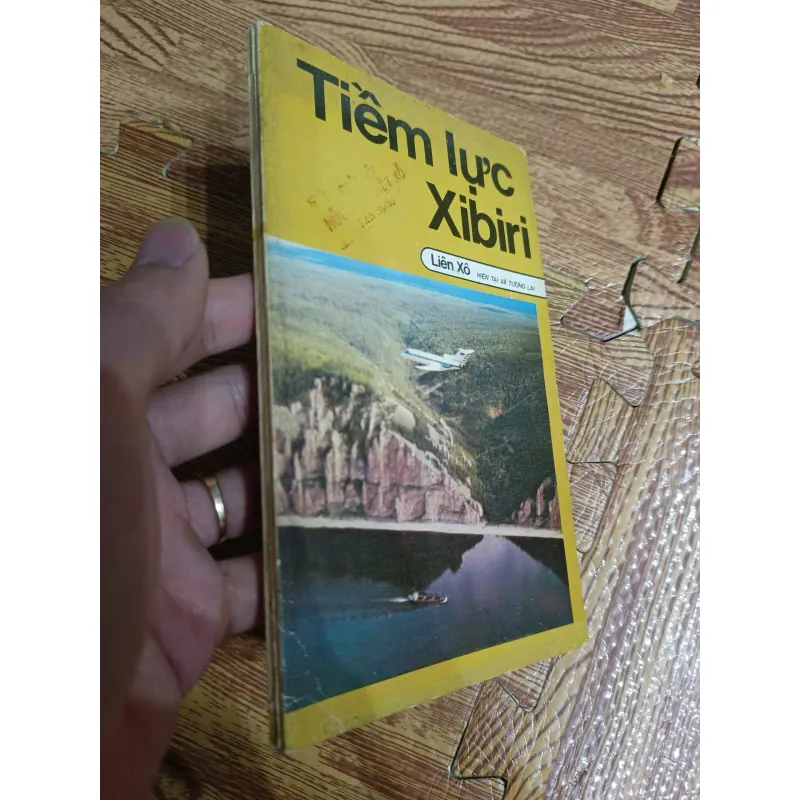 Tiềm lực
Xibiri
Liên Xô HIỆN TẠI VÀ TƯƠNG LAI